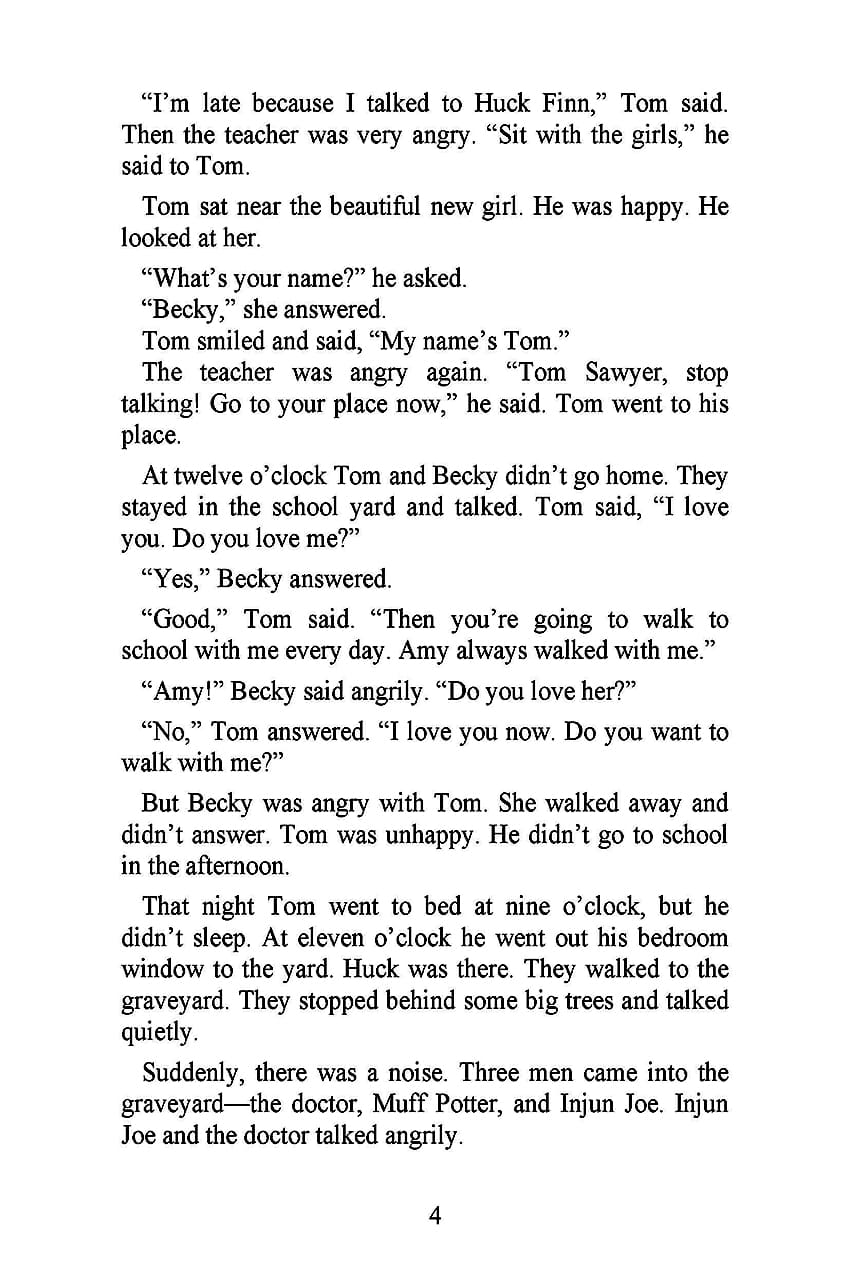 “I’m late because I talked to Huck Finn,” Tom said.
Then the teacher was very angry. “Sit with the girls,” he
said to Tom.
Tom sat near the beautiful new girl. He was happy. He
looked at her.
“What’s your name?” he asked.
“Becky,” she answered.
Tom smiled and said, “My name’s Tom.”
The teacher was angry again. “Tom Sawyer, stop
talking! Go to your place now,” he said. Tom went to his
place.
At twelve o’clock Tom and Becky didn’t go home. They
stayed in the school yard and talked. Tom said, “I love
you. Do you love me?”
“Yes,” Becky answered.
“Good,” Tom said. “Then you’re going to walk to
school with me every day. Amy always walked with me.”
“Amy!” Becky said angrily. “Do you love her?”
“No,” Tom answered. “I love you now. Do you want to
walk with me?”
But Becky was angry with Tom. She walked away and
didn’t answer. Tom was unhappy. He didn’t go to school
in the afternoon.
That night Tom went to bed at nine o’clock, but he
didn’t sleep. At eleven o’clock he went out his bedroom
window to the yard. Huck was there. They walked to the
graveyard. They stopped behind some big trees and talked
quietly.
Suddenly, there was a noise. Three men came into the
graveyard—the doctor, Muff Potter, and Injun Joe. Injun
Joe and the doctor talked angrily.
4